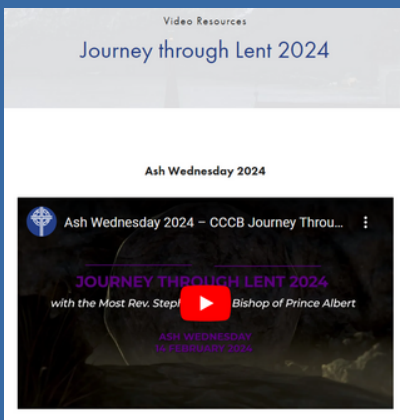 Video Resources
Journey through Lent 2024
Ash Wednesday 2024
Ash Wednesday 2024 – CCCB Journey Throu...
JOURNEY THROUGH LENT 2024
with the Most Rev. Steph Bishop of Prince Albert
ASH WEDNESDAY
14 FEBRUARY 2024